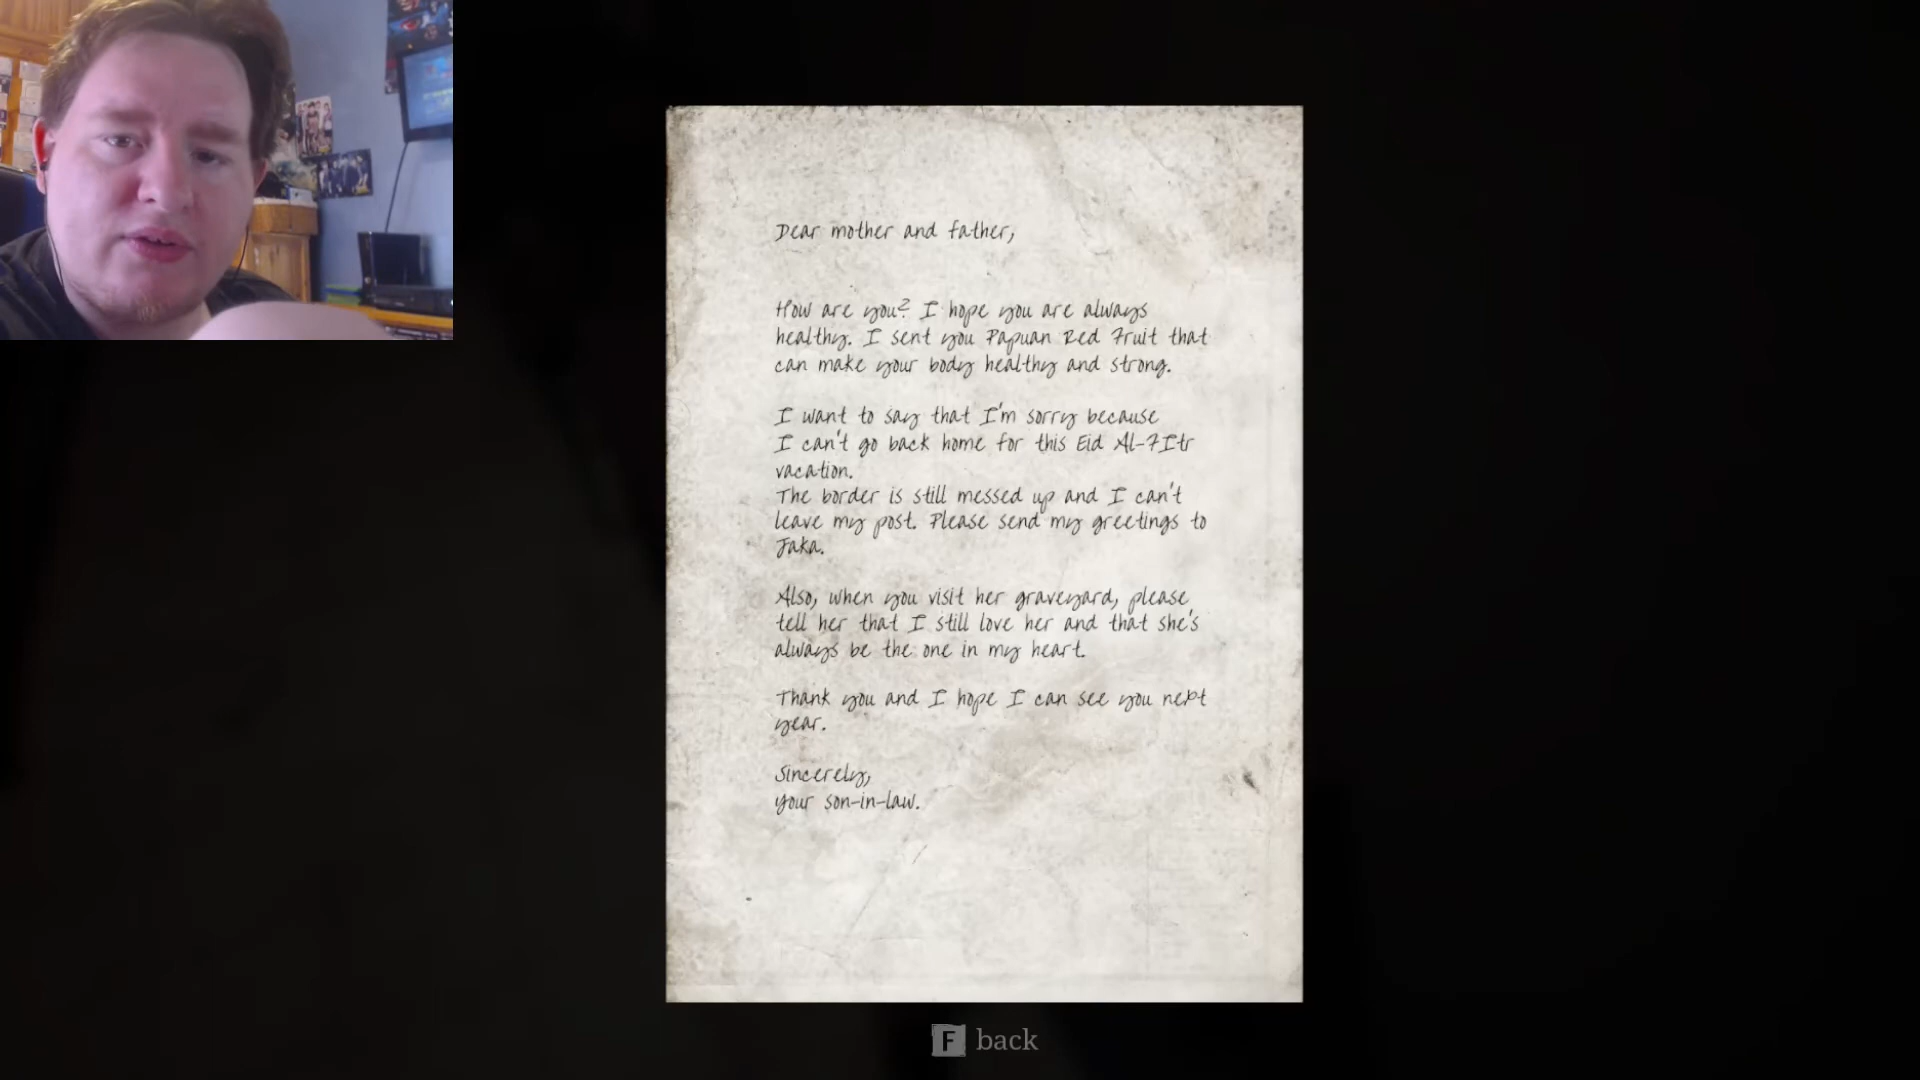 Dear mother and father,
How are you? I hope you are always
healthy. I sent you Papuan Red Fruit that
can make your body healthy and strong.
I want to say that I'm sorry because
I can't go back home for this Eid Al-FItr
vacation.
The border is still messed up and I can't
leave my post. Please send my greetings to
Jaka.
Also, when you visit her graveyard, please
tell her that I still love her and that she's
always be the one in my heart.
Thank you and I hope I can see you next
year.
Sincerely,
Your son-in-law.
F back